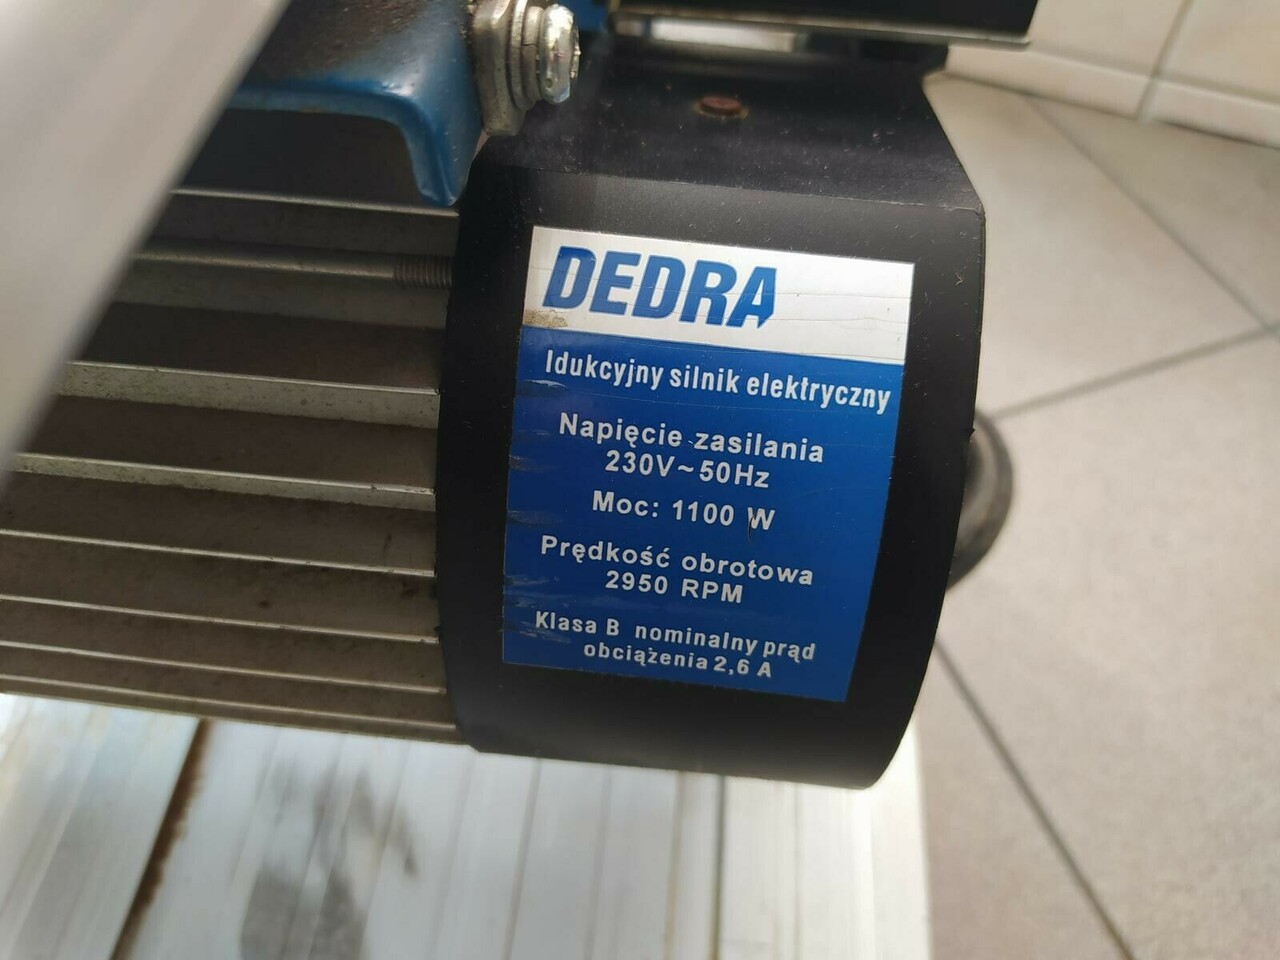 DEDRA
Idukcyjny silnik elektryczny
Napięcie zasilania
230V~50Hz
Moc: 1100 W
Prędkość obrotowa
2950 RPM
Klasa B nominalny prąd
obciązenia 2,6 A